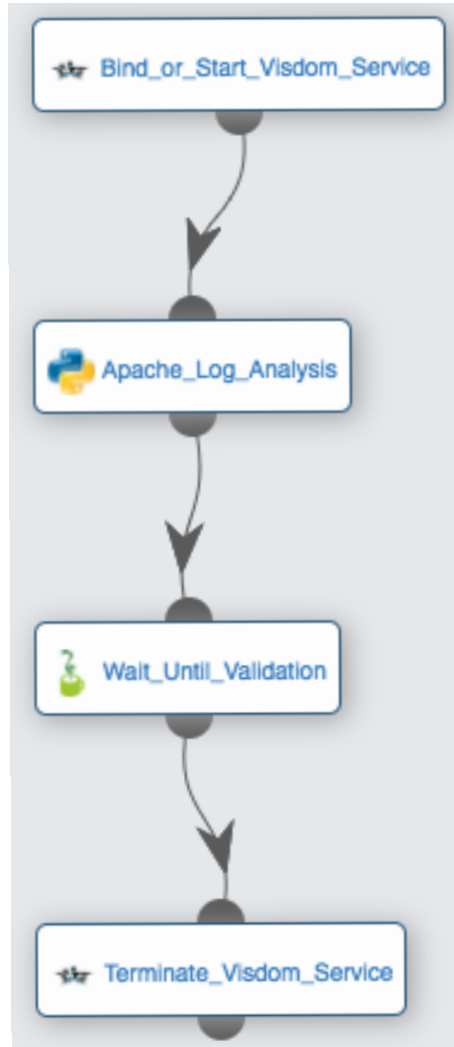 Bind_or_Start_Visdom_Service
Apache_Log_Analysis
Wait_Until_Validation
Terminate_Visdom_Service